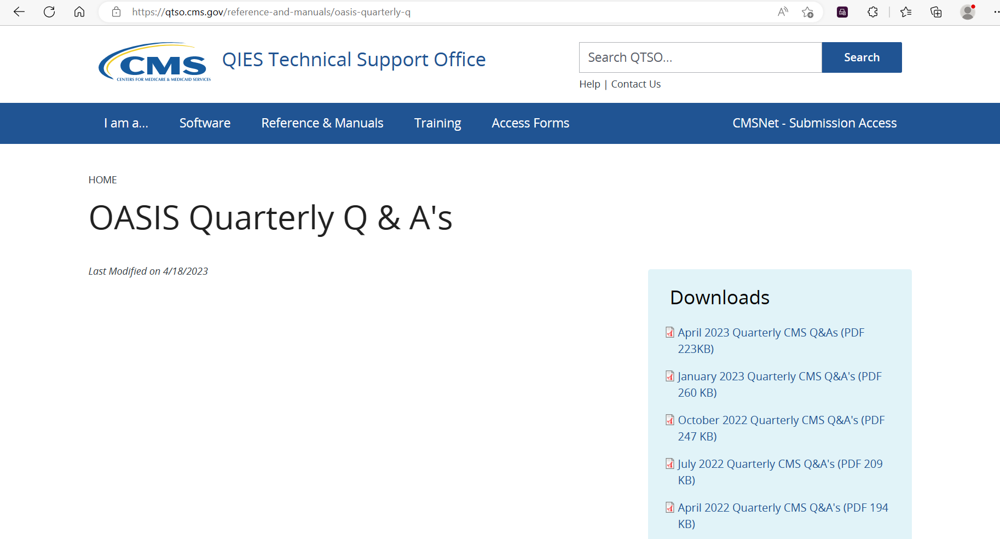 https://qtso.cms.gov/reference-and-manuals/oasis-quarterly-q
CMS
CENTERS FOR MEDICARE & MEDICAID SERVICES
QIES Technical Support Office
Search QTSO...
Search
Help | Contact Us
I am a...
Software
Reference & Manuals
Training
Access Forms
CMSNet - Submission Access
HOME
OASIS Quarterly Q & A's
Last Modified on 4/18/2023
Downloads
April 2023 Quarterly CMS Q&As (PDF
223KB)
January 2023 Quarterly CMS Q&A's (PDF
260 KB)
October 2022 Quarterly CMS Q&A's (PDF
247 KB)
July 2022 Quarterly CMS Q&A's (PDF 209
KB)
April 2022 Quarterly CMS Q&A's (PDF 194
KB)